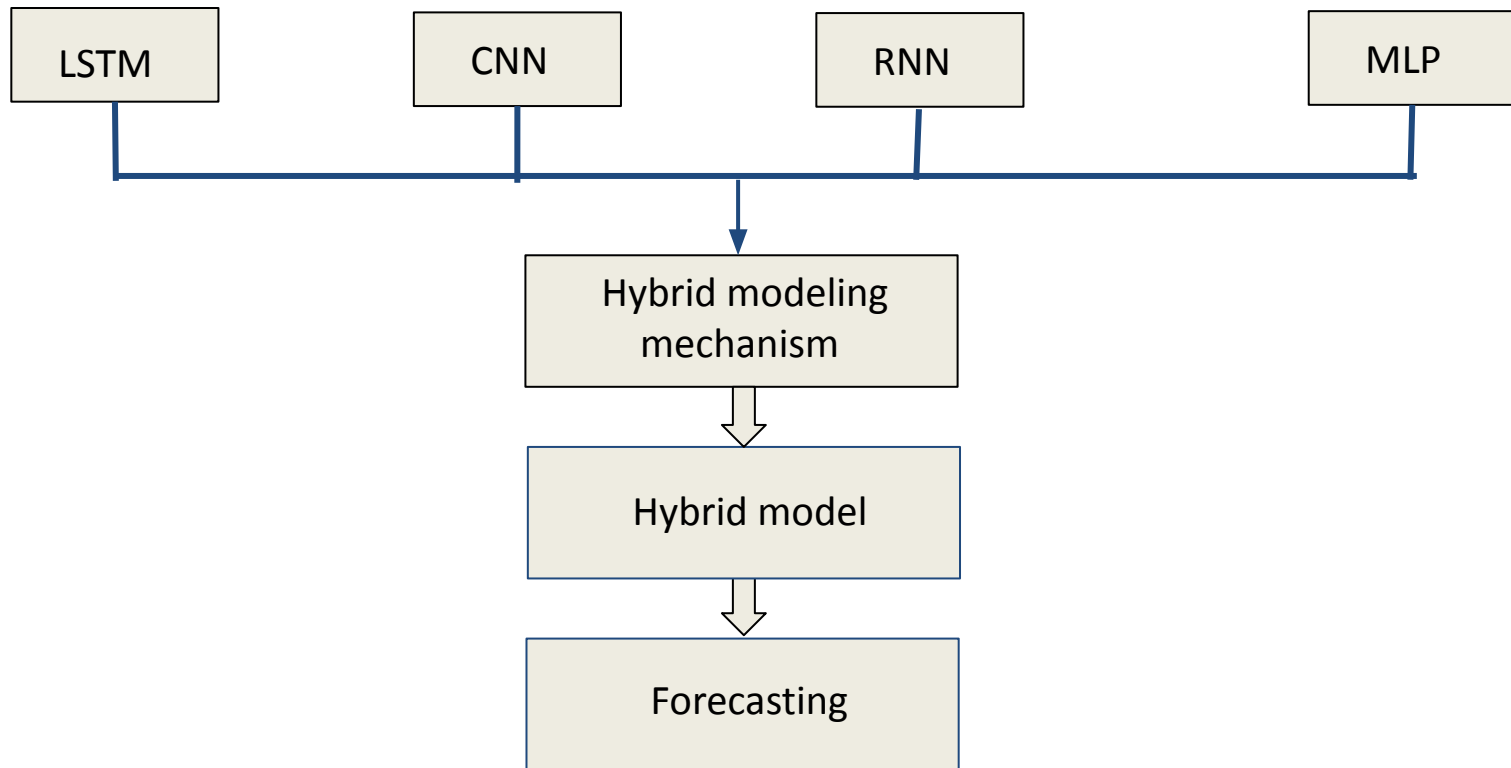 LSTM
CNN
RNN
MLP
Hybrid modeling
mechanism
Hybrid model
Forecasting